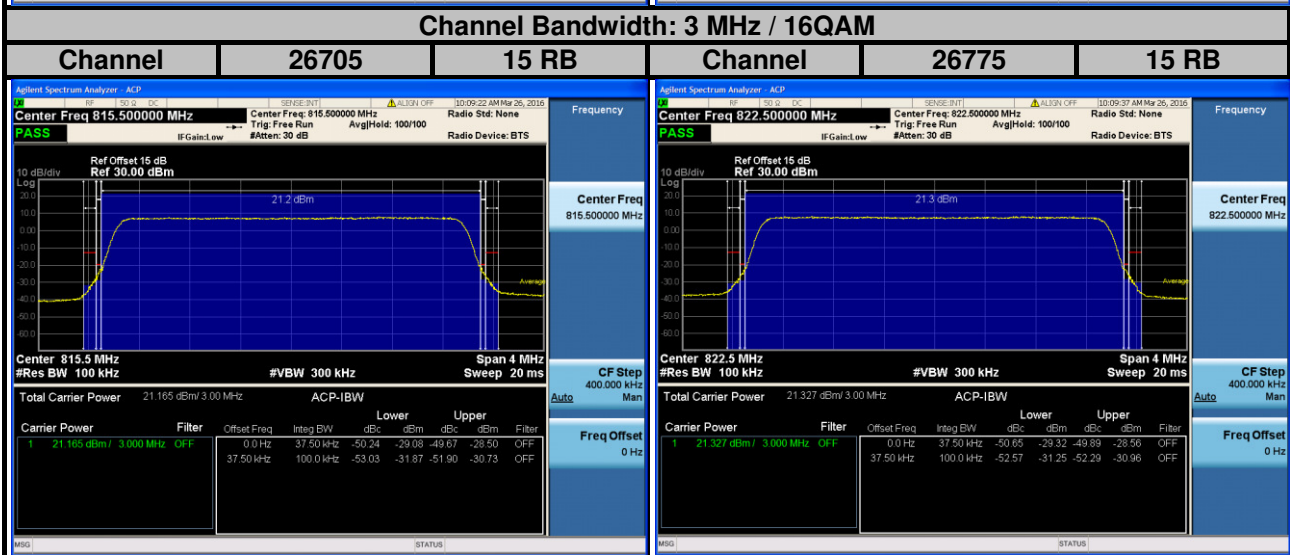 Channel Bandwidth: 3 MHz / 16QAM
Channel 26705 15 RB Channel 26775 15 RB
Agilent Spectrum Analyzer - ACP
RF 50 Ω DC SENSE:INT ALIGN OFF 10:09:22 AM Mar 26, 2016
Center Freq 815.500000 MHz Center Freq: 815.500000 MHz Radio Std: None Frequency
Trig: Free Run Avg|Hold: 100/100
PASS IFGain:Low #Atten: 30 dB Radio Device: BTS
Ref Offset 15 dB
10 dB/div Ref 30.00 dBm
Log
20.0
10.0
0.00
-10.0
-20.0
-30.0
-40.0
-50.0
-60.0
21.2 dBm
Average
Center Freq
815.500000 MHz
Center 815.5 MHz Span 4 MHz
#Res BW 100 kHz #VBW 300 kHz Sweep 20 ms
CF Step
400.000 kHz
Auto Man
Total Carrier Power 21.165 dBm/ 3.00 MHz ACP-IBW
Lower Upper
Carrier Power Filter Offset Freq Integ BW dBc dBm dBc dBm Filter
1 21.165 dBm / 3.000 MHz OFF 0.0 Hz 37.50 kHz -50.24 -29.08 -49.67 -28.50 OFF
37.50 kHz 100.0 kHz -53.03 -31.87 -51.90 -30.73 OFF
Freq Offset
0 Hz
MSG STATUS
Agilent Spectrum Analyzer - ACP
RF 50 Ω DC SENSE:INT ALIGN OFF 10:09:37 AM Mar 26, 2016
Center Freq 822.500000 MHz Center Freq: 822.500000 MHz Radio Std: None Frequency
Trig: Free Run Avg|Hold: 100/100
PASS IFGain:Low #Atten: 30 dB Radio Device: BTS
Ref Offset 15 dB
10 dB/div Ref 30.00 dBm
Log
20.0
10.0
0.00
-10.0
-20.0
-30.0
-40.0
-50.0
-60.0
21.3 dBm
Average
Center Freq
822.500000 MHz
Center 822.5 MHz Span 4 MHz
#Res BW 100 kHz #VBW 300 kHz Sweep 20 ms
CF Step
400.000 kHz
Auto Man
Total Carrier Power 21.327 dBm/ 3.00 MHz ACP-IBW
Lower Upper
Carrier Power Filter Offset Freq Integ BW dBc dBm dBc dBm Filter
1 21.327 dBm / 3.000 MHz OFF 0.0 Hz 37.50 kHz -50.65 -29.32 -49.89 -28.56 OFF
37.50 kHz 100.0 kHz -52.57 -31.25 -52.29 -30.96 OFF
Freq Offset
0 Hz
MSG STATUS